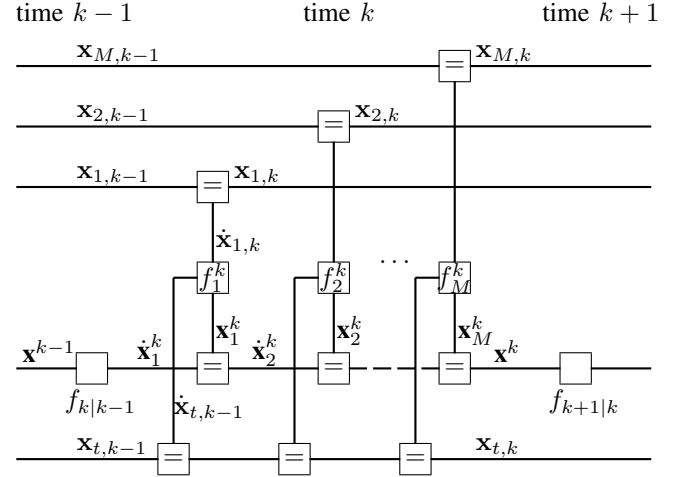 time k − 1 time k time k + 1
𝐱_{M,k−1} = 𝐱_{M,k}
𝐱_{2,k−1} = 𝐱_{2,k}
𝐱_{1,k−1} = 𝐱_{1,k}
ẋ_{1,k}
f_1^k f_2^k ⋯ f_M^k
𝐱_1^k 𝐱_2^k 𝐱_M^k
𝐱^{k−1} ẋ_1^k = ẋ_2^k = = 𝐱^k
f_{k|k−1} ẋ_{t,k−1} f_{k+1|k}
𝐱_{t,k−1} = = = 𝐱_{t,k}